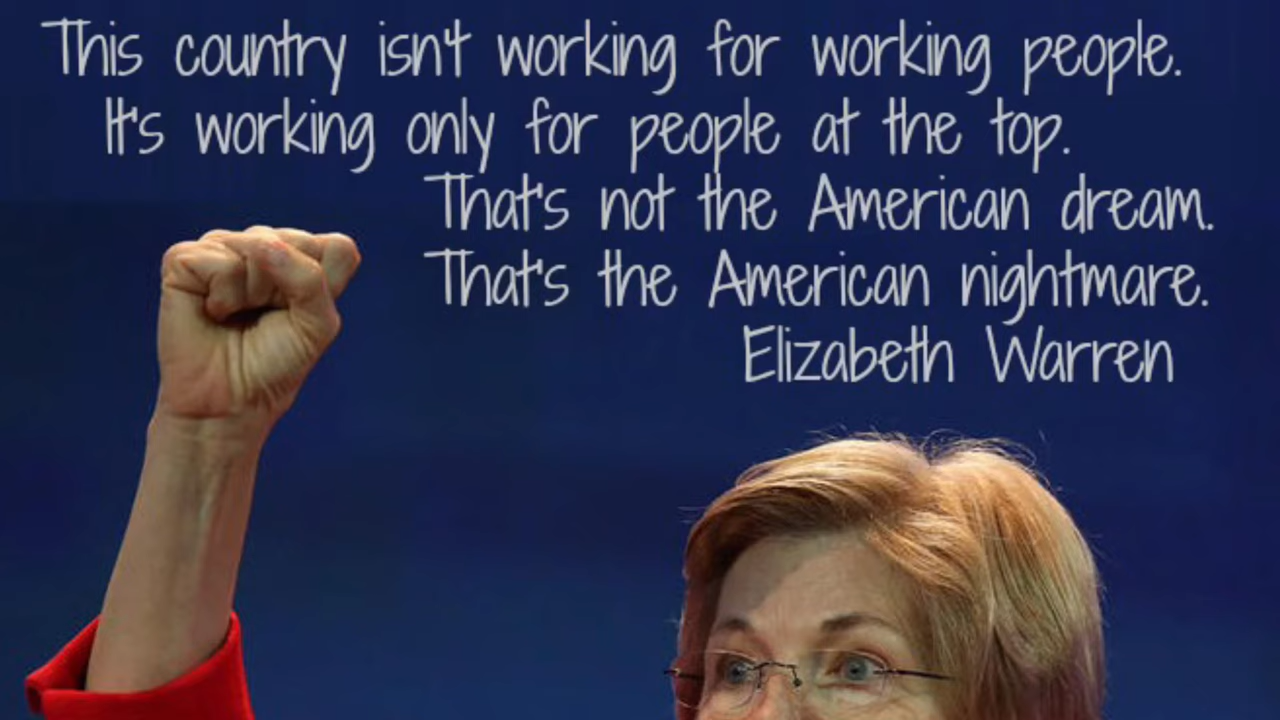 This country isn't working for working people.
It's working only for people at the top.
That's not the American dream.
That's the American nightmare.
Elizabeth Warren